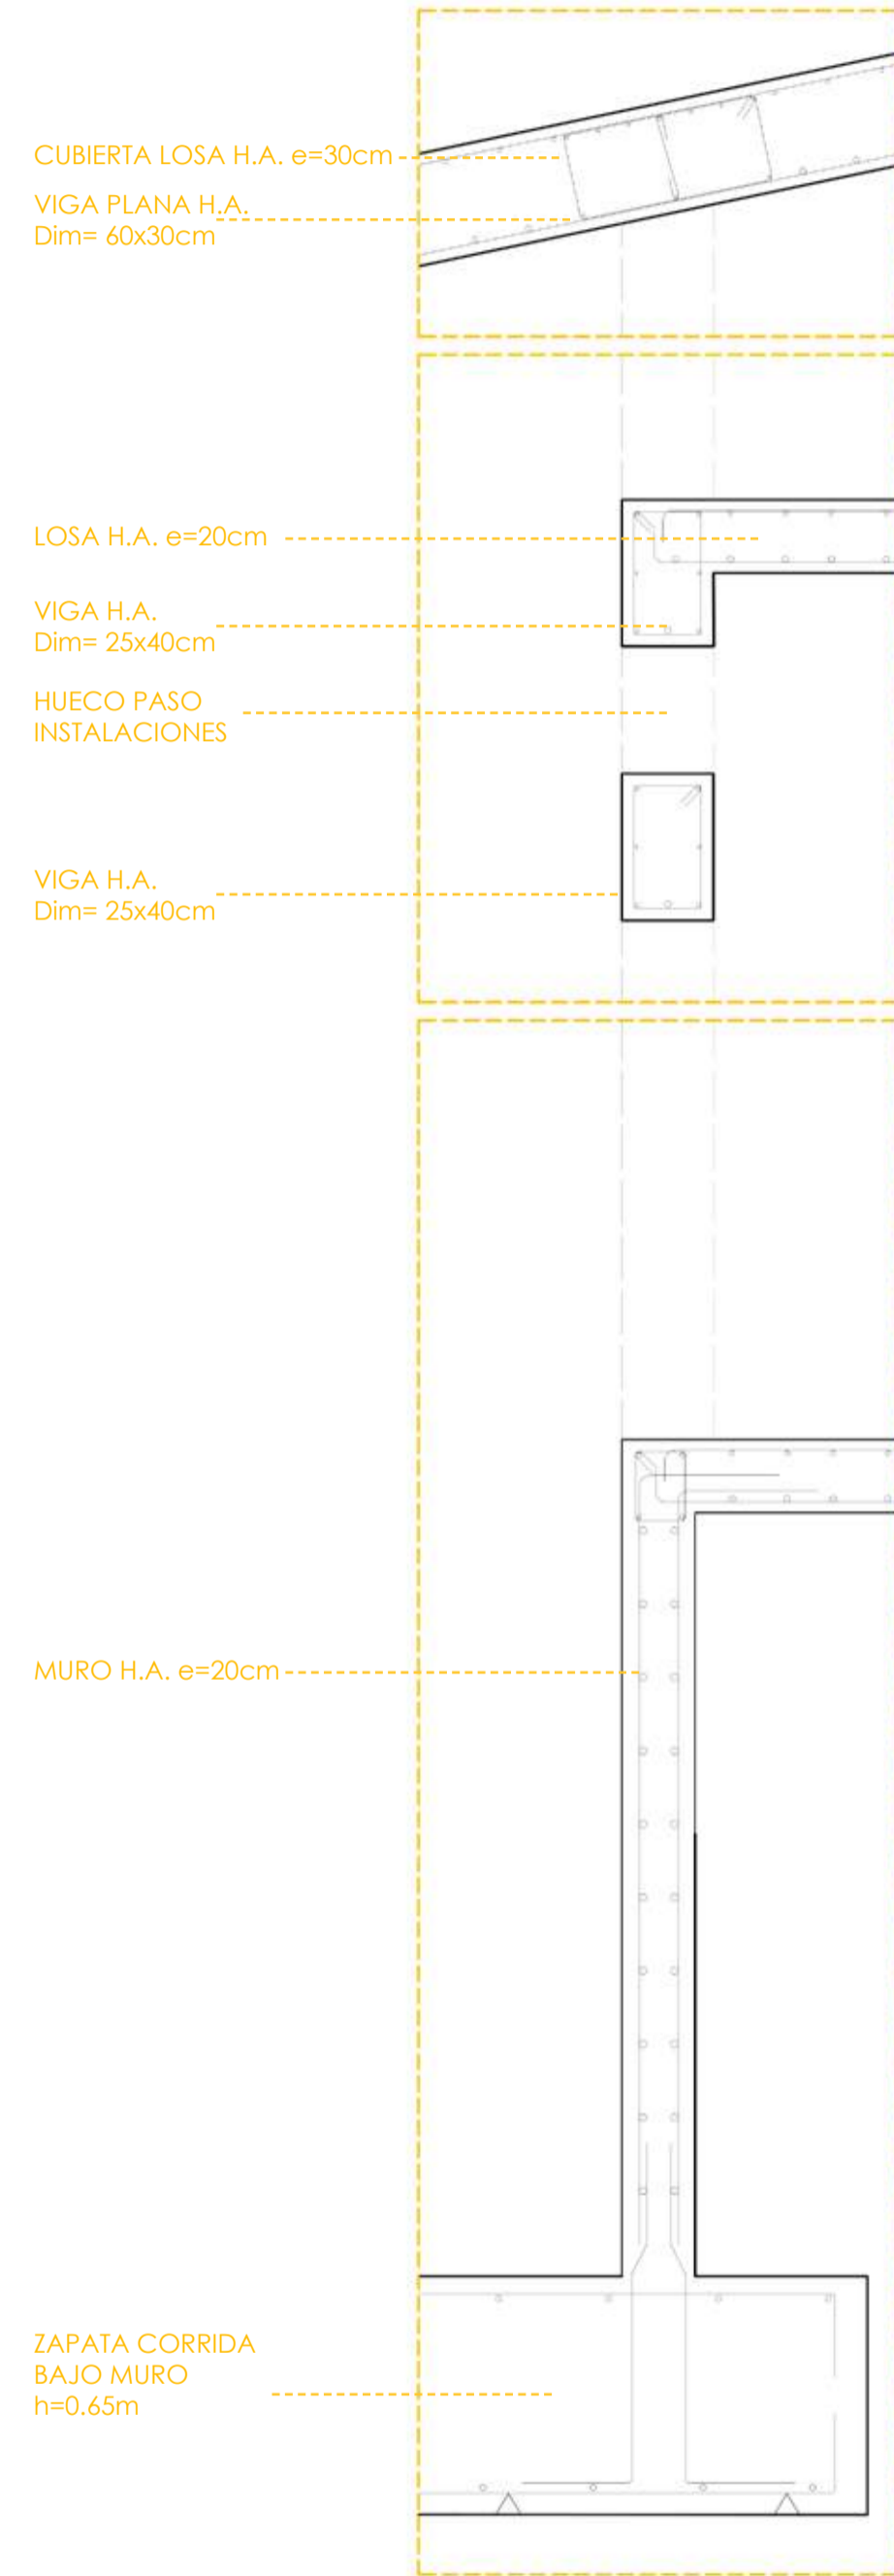 CUBIERTA LOSA H.A. e=30cm
VIGA PLANA H.A.
Dim= 60x30cm
LOSA H.A. e=20cm
VIGA H.A.
Dim= 25x40cm
HUECO PASO
INSTALACIONES
VIGA H.A.
Dim= 25x40cm
MURO H.A. e=20cm
ZAPATA CORRIDA
BAJO MURO
h=0.65m